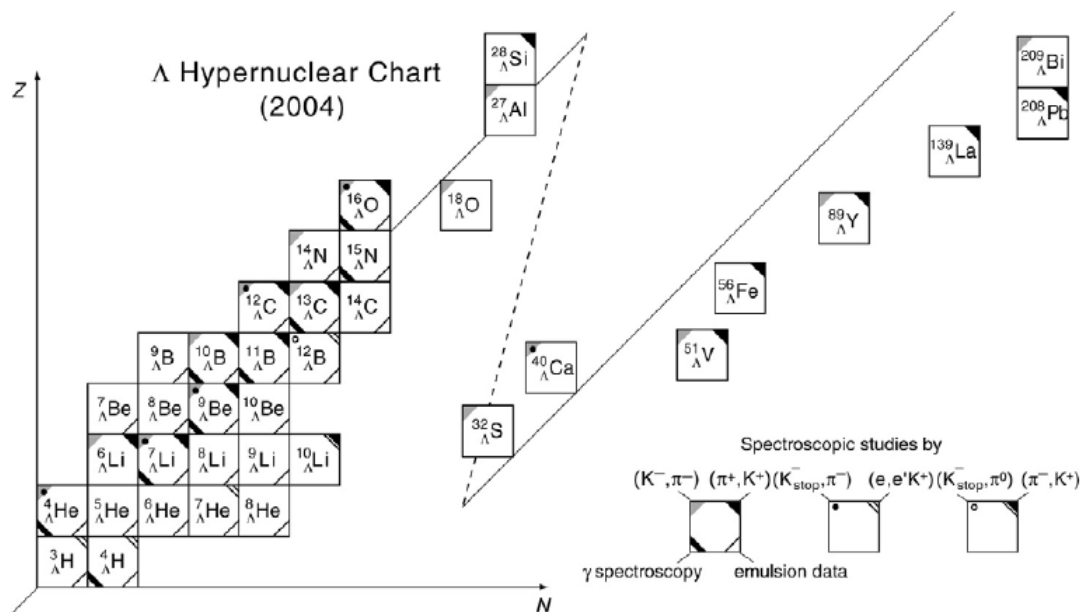 Λ Hypernuclear Chart
(2004)
Z
²⁸ΛSi
²⁷ΛAl
²⁰⁹ΛBi
²⁰⁸ΛPb
¹³⁹ΛLa
⁸⁹ΛY
⁵⁶ΛFe
⁵¹ΛV
⁴⁰ΛCa
³²ΛS
¹⁶ΛO ¹⁸ΛO
¹⁴ΛN ¹⁵ΛN
¹²ΛC ¹³ΛC ¹⁴ΛC
⁹ΛB ¹⁰ΛB ¹¹ΛB ¹²ΛB
⁷ΛBe ⁸ΛBe ⁹ΛBe ¹⁰ΛBe
⁶ΛLi ⁷ΛLi ⁸ΛLi ⁹ΛLi ¹⁰ΛLi
⁴ΛHe ⁵ΛHe ⁶ΛHe ⁷ΛHe ⁸ΛHe
³ΛH ⁴ΛH
N
Spectroscopic studies by
(K⁻,π⁻) (π⁺,K⁺) (K⁻stop,π⁻) (e,e'K⁺) (K⁻stop,π⁰) (π⁻,K⁺)
γ spectroscopy emulsion data